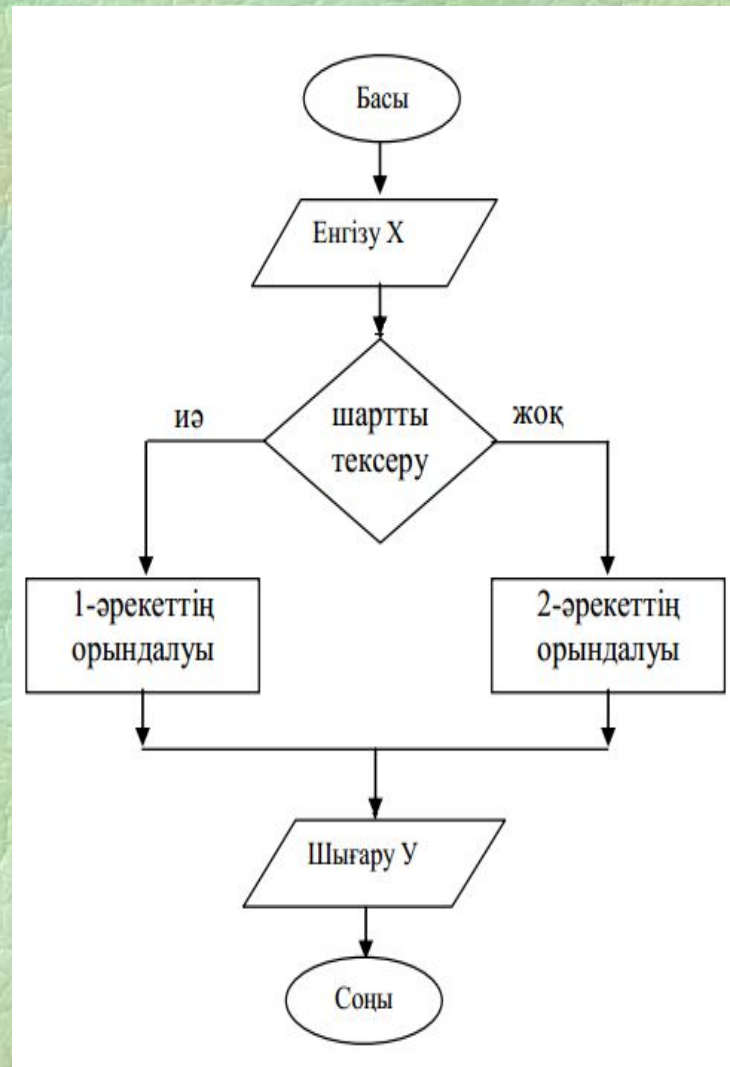 Басы
Енгізу Х
иә
шартты
тексеру
жоқ
1-әрекеттің
орындалуы
2-әрекеттің
орындалуы
Шығару У
Соңы